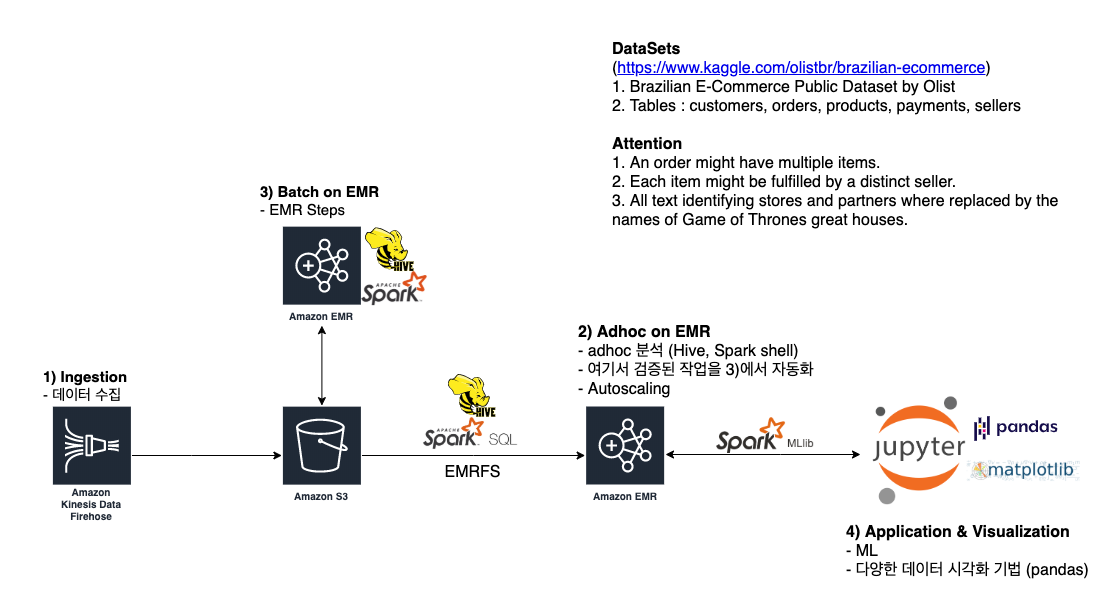 DataSets
(https://www.kaggle.com/olistbr/brazilian-ecommerce)
1. Brazilian E-Commerce Public Dataset by Olist
2. Tables : customers, orders, products, payments, sellers
Attention
1. An order might have multiple items.
2. Each item might be fulfilled by a distinct seller.
3. All text identifying stores and partners where replaced by the
names of Game of Thrones great houses.
3) Batch on EMR
- EMR Steps
HIVE
APACHE
Spark
Amazon EMR
1) Ingestion
- 데이터 수집
Amazon
Kinesis Data
Firehose
Amazon S3
HIVE
APACHE
Spark SQL
EMRFS
2) Adhoc on EMR
- adhoc 분석 (Hive, Spark shell)
- 여기서 검증된 작업을 3)에서 자동화
- Autoscaling
Amazon EMR
Spark MLlib
jupyter
pandas
matplotlib
4) Application & Visualization
- ML
- 다양한 데이터 시각화 기법 (pandas)